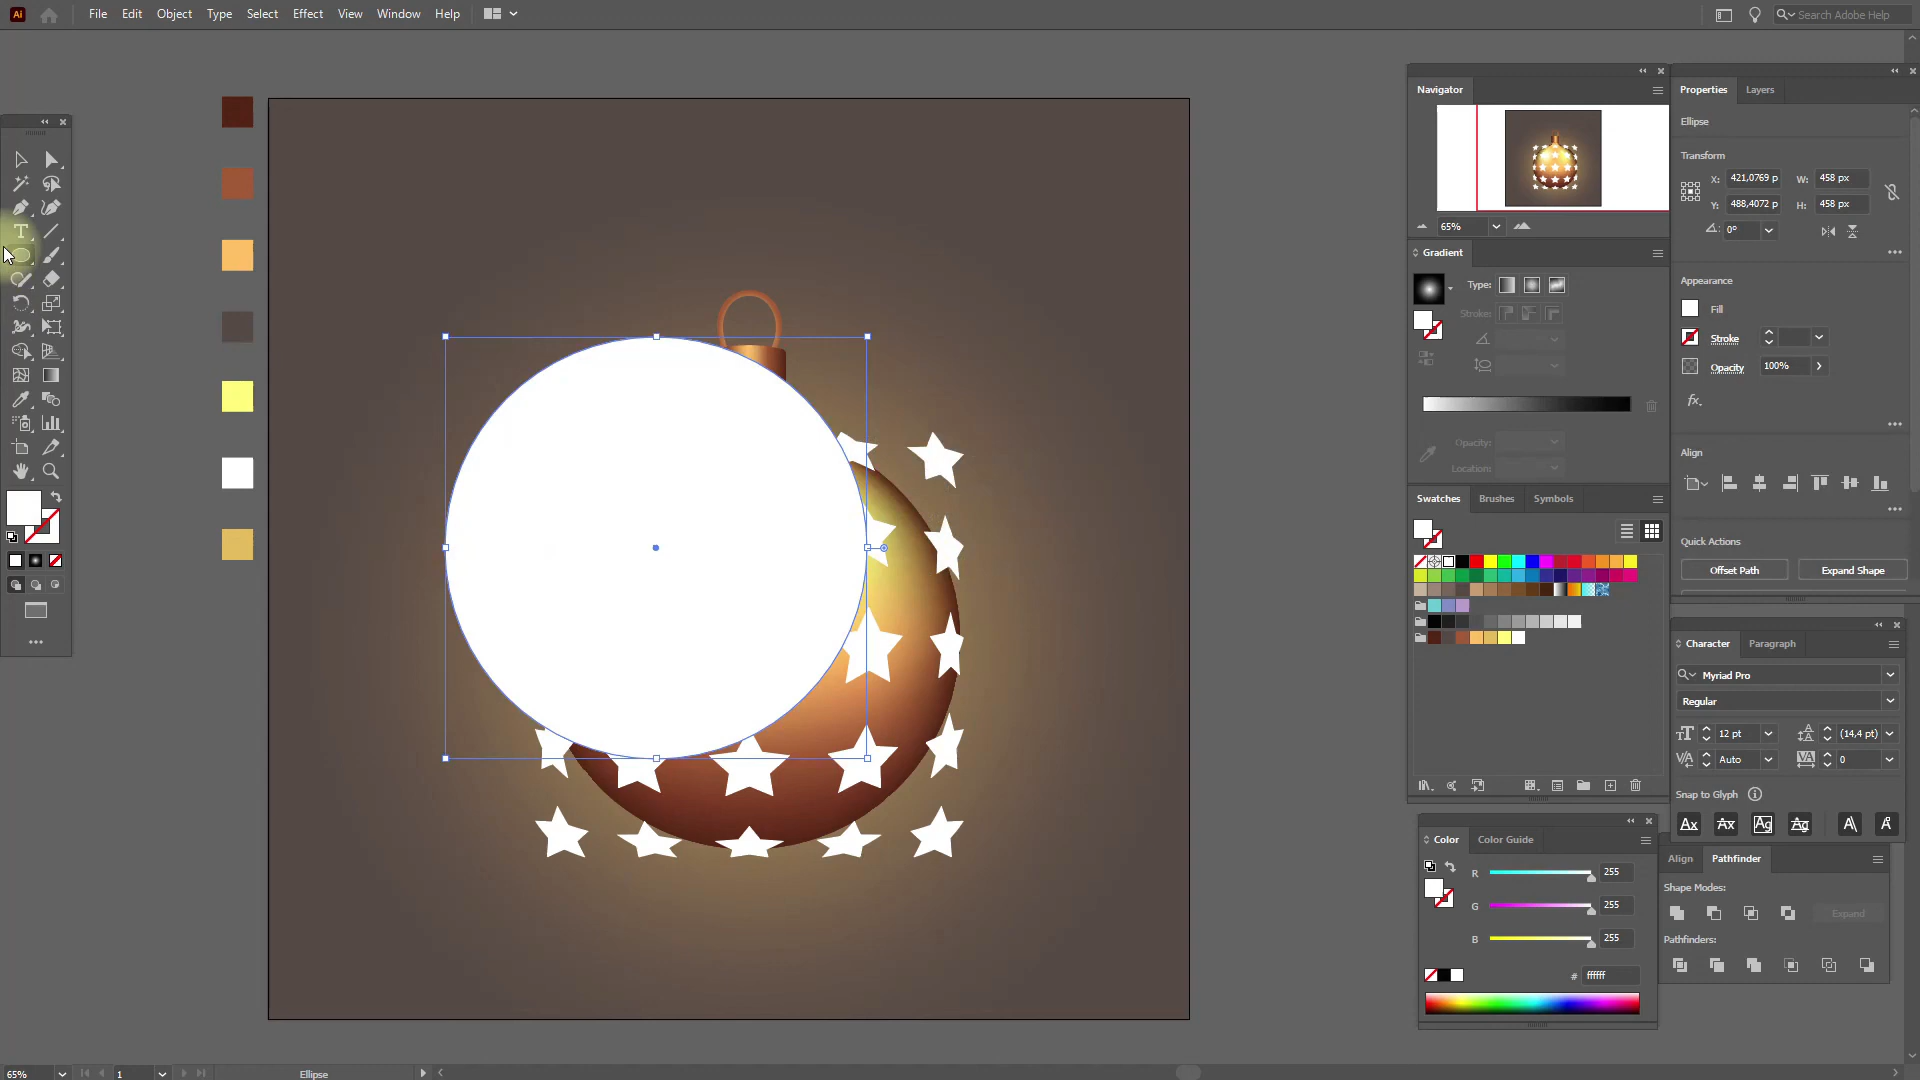 Ai File Edit Object Type Select Effect View Window Help Search Adobe Help
Navigator
65%
Gradient
Type:
Stroke:
Opacity:
Location:
Swatches Brushes Symbols
Color Color Guide
R 255
G 255
B 255
# ffffff
Properties Layers
Ellipse
Transform
X: 421,0769 p W: 458 px
Y: 488,4072 p H: 458 px
0°
Appearance
Fill
Stroke
Opacity 100%
fx.
Align
Quick Actions
Offset Path Expand Shape
Character Paragraph
Myriad Pro
Regular
12 pt (14,4 pt)
Auto 0
Snap to Glyph
Align Pathfinder
Shape Modes:
Expand
Pathfinders:
65% 1 Ellipse